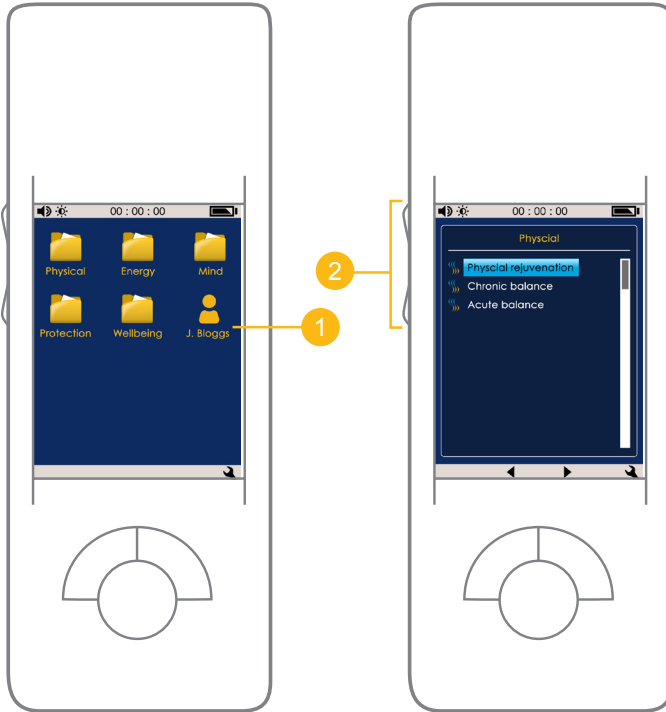 00 : 00 : 00
Physical Energy Mind
Protection Wellbeing J. Bloggs
1
2
00 : 00 : 00
Physcial
Physcial rejuvenation
Chronic balance
Acute balance